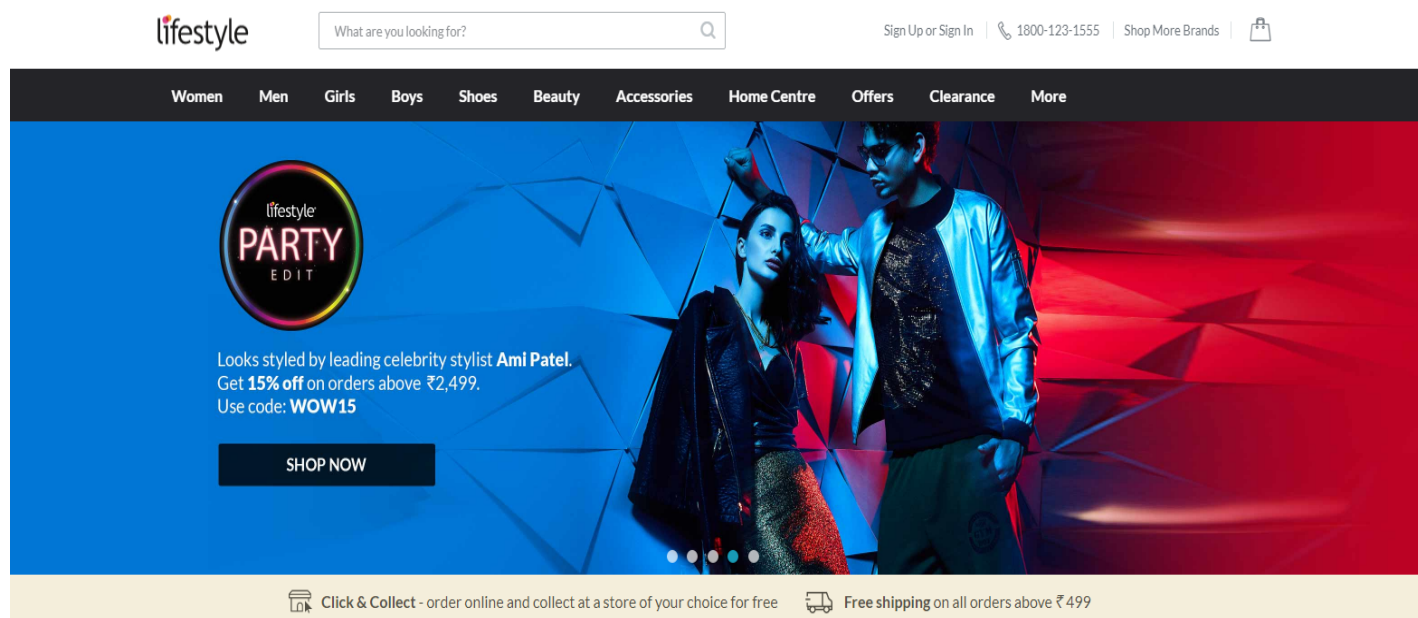 lifestyle
What are you looking for?
Sign Up or Sign In
1800-123-1555
Shop More Brands
Women Men Girls Boys Shoes Beauty Accessories Home Centre Offers Clearance More
lifestyle
PARTY
EDIT
Looks styled by leading celebrity stylist Ami Patel.
Get 15% off on orders above ₹2,499.
Use code: WOW15
SHOP NOW
Click & Collect - order online and collect at a store of your choice for free
Free shipping on all orders above ₹499